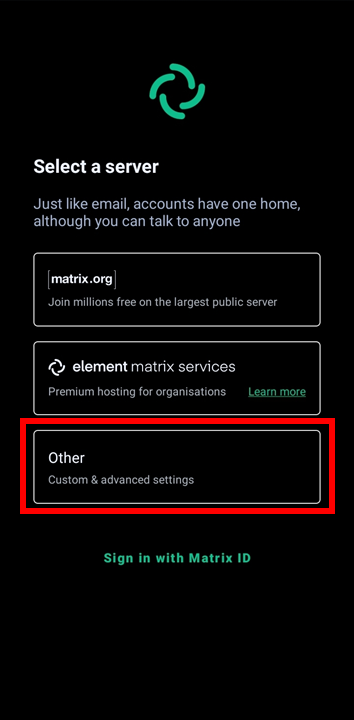 Select a server
Just like email, accounts have one home,
although you can talk to anyone
[matrix.org]
Join millions free on the largest public server
element matrix services
Premium hosting for organisations Learn more
Other
Custom & advanced settings
Sign in with Matrix ID